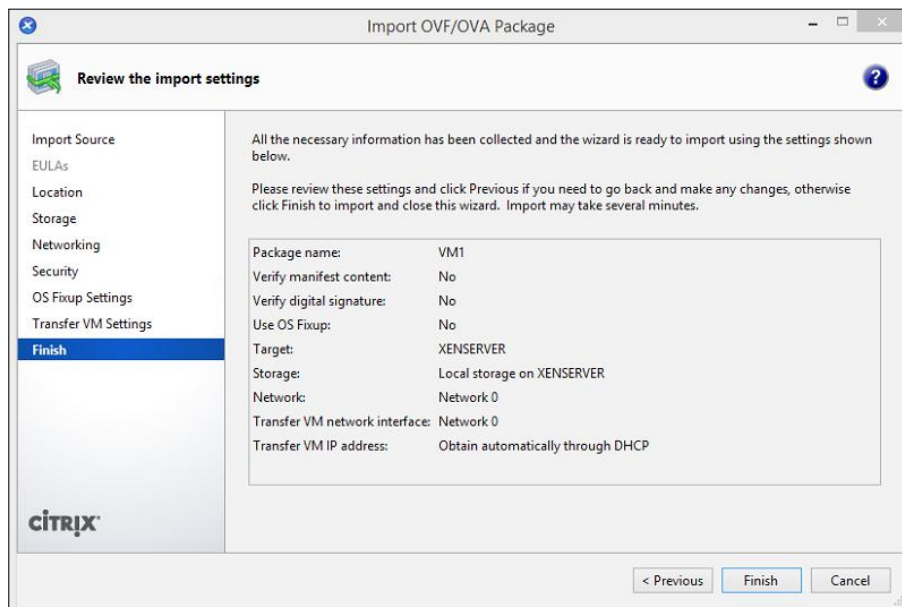 Import OVF/OVA Package
Review the import settings
?
Import Source
EULAs
Location
Storage
Networking
Security
OS Fixup Settings
Transfer VM Settings
Finish
CITRIX
All the necessary information has been collected and the wizard is ready to import using the settings shown
below.
Please review these settings and click Previous if you need to go back and make any changes, otherwise
click Finish to import and close this wizard. Import may take several minutes.
Package name: VM1
Verify manifest content: No
Verify digital signature: No
Use OS Fixup: No
Target: XENSERVER
Storage: Local storage on XENSERVER
Network: Network 0
Transfer VM network interface: Network 0
Transfer VM IP address: Obtain automatically through DHCP
< Previous
Finish
Cancel